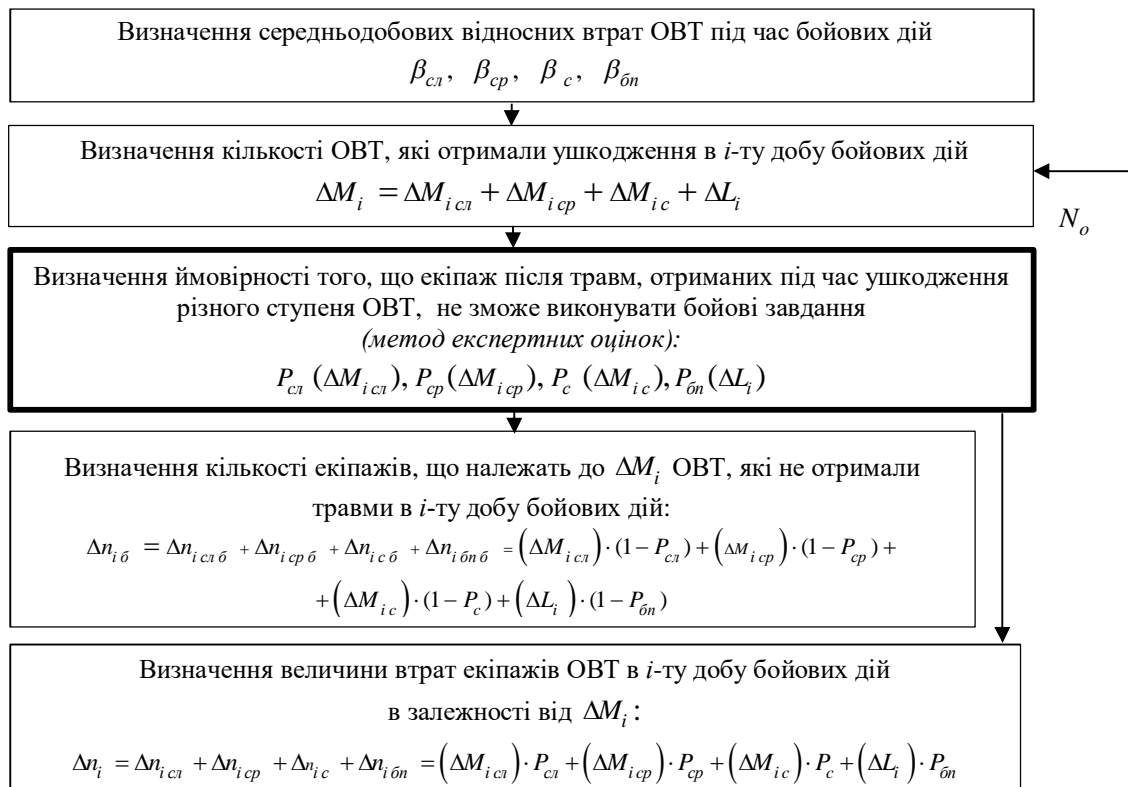 Визначення середньодобових відносних втрат ОВТ під час бойових дій
β_сл, β_ср, β_с, β_бп
Визначення кількості ОВТ, які отримали ушкодження в i-ту добу бойових дій
ΔM_i = ΔM_i сл + ΔM_i ср + ΔM_i с + ΔL_i
N_o
Визначення ймовірності того, що екіпаж після травм, отриманих під час ушкодження
різного ступеня ОВТ, не зможе виконувати бойові завдання
(метод експертних оцінок):
P_сл (ΔM_i сл), P_ср (ΔM_i ср), P_с (ΔM_i с), P_бп (ΔL_i)
Визначення кількості екіпажів, що належать до ΔM_i ОВТ, які не отримали
травми в i-ту добу бойових дій:
Δn_i б = Δn_i сл б + Δn_i ср б + Δn_i с б + Δn_i бп б = (ΔM_i сл)·(1 − P_сл) + (ΔM_i ср)·(1 − P_ср) +
+ (ΔM_i с)·(1 − P_с) + (ΔL_i)·(1 − P_бп)
Визначення величини втрат екіпажів ОВТ в i-ту добу бойових дій
в залежності від ΔM_i :
Δn_i = Δn_i сл + Δn_i ср + Δn_i с + Δn_i бп = (ΔM_i сл)·P_сл + (ΔM_i ср)·P_ср + (ΔM_i с)·P_с + (ΔL_i)·P_бп